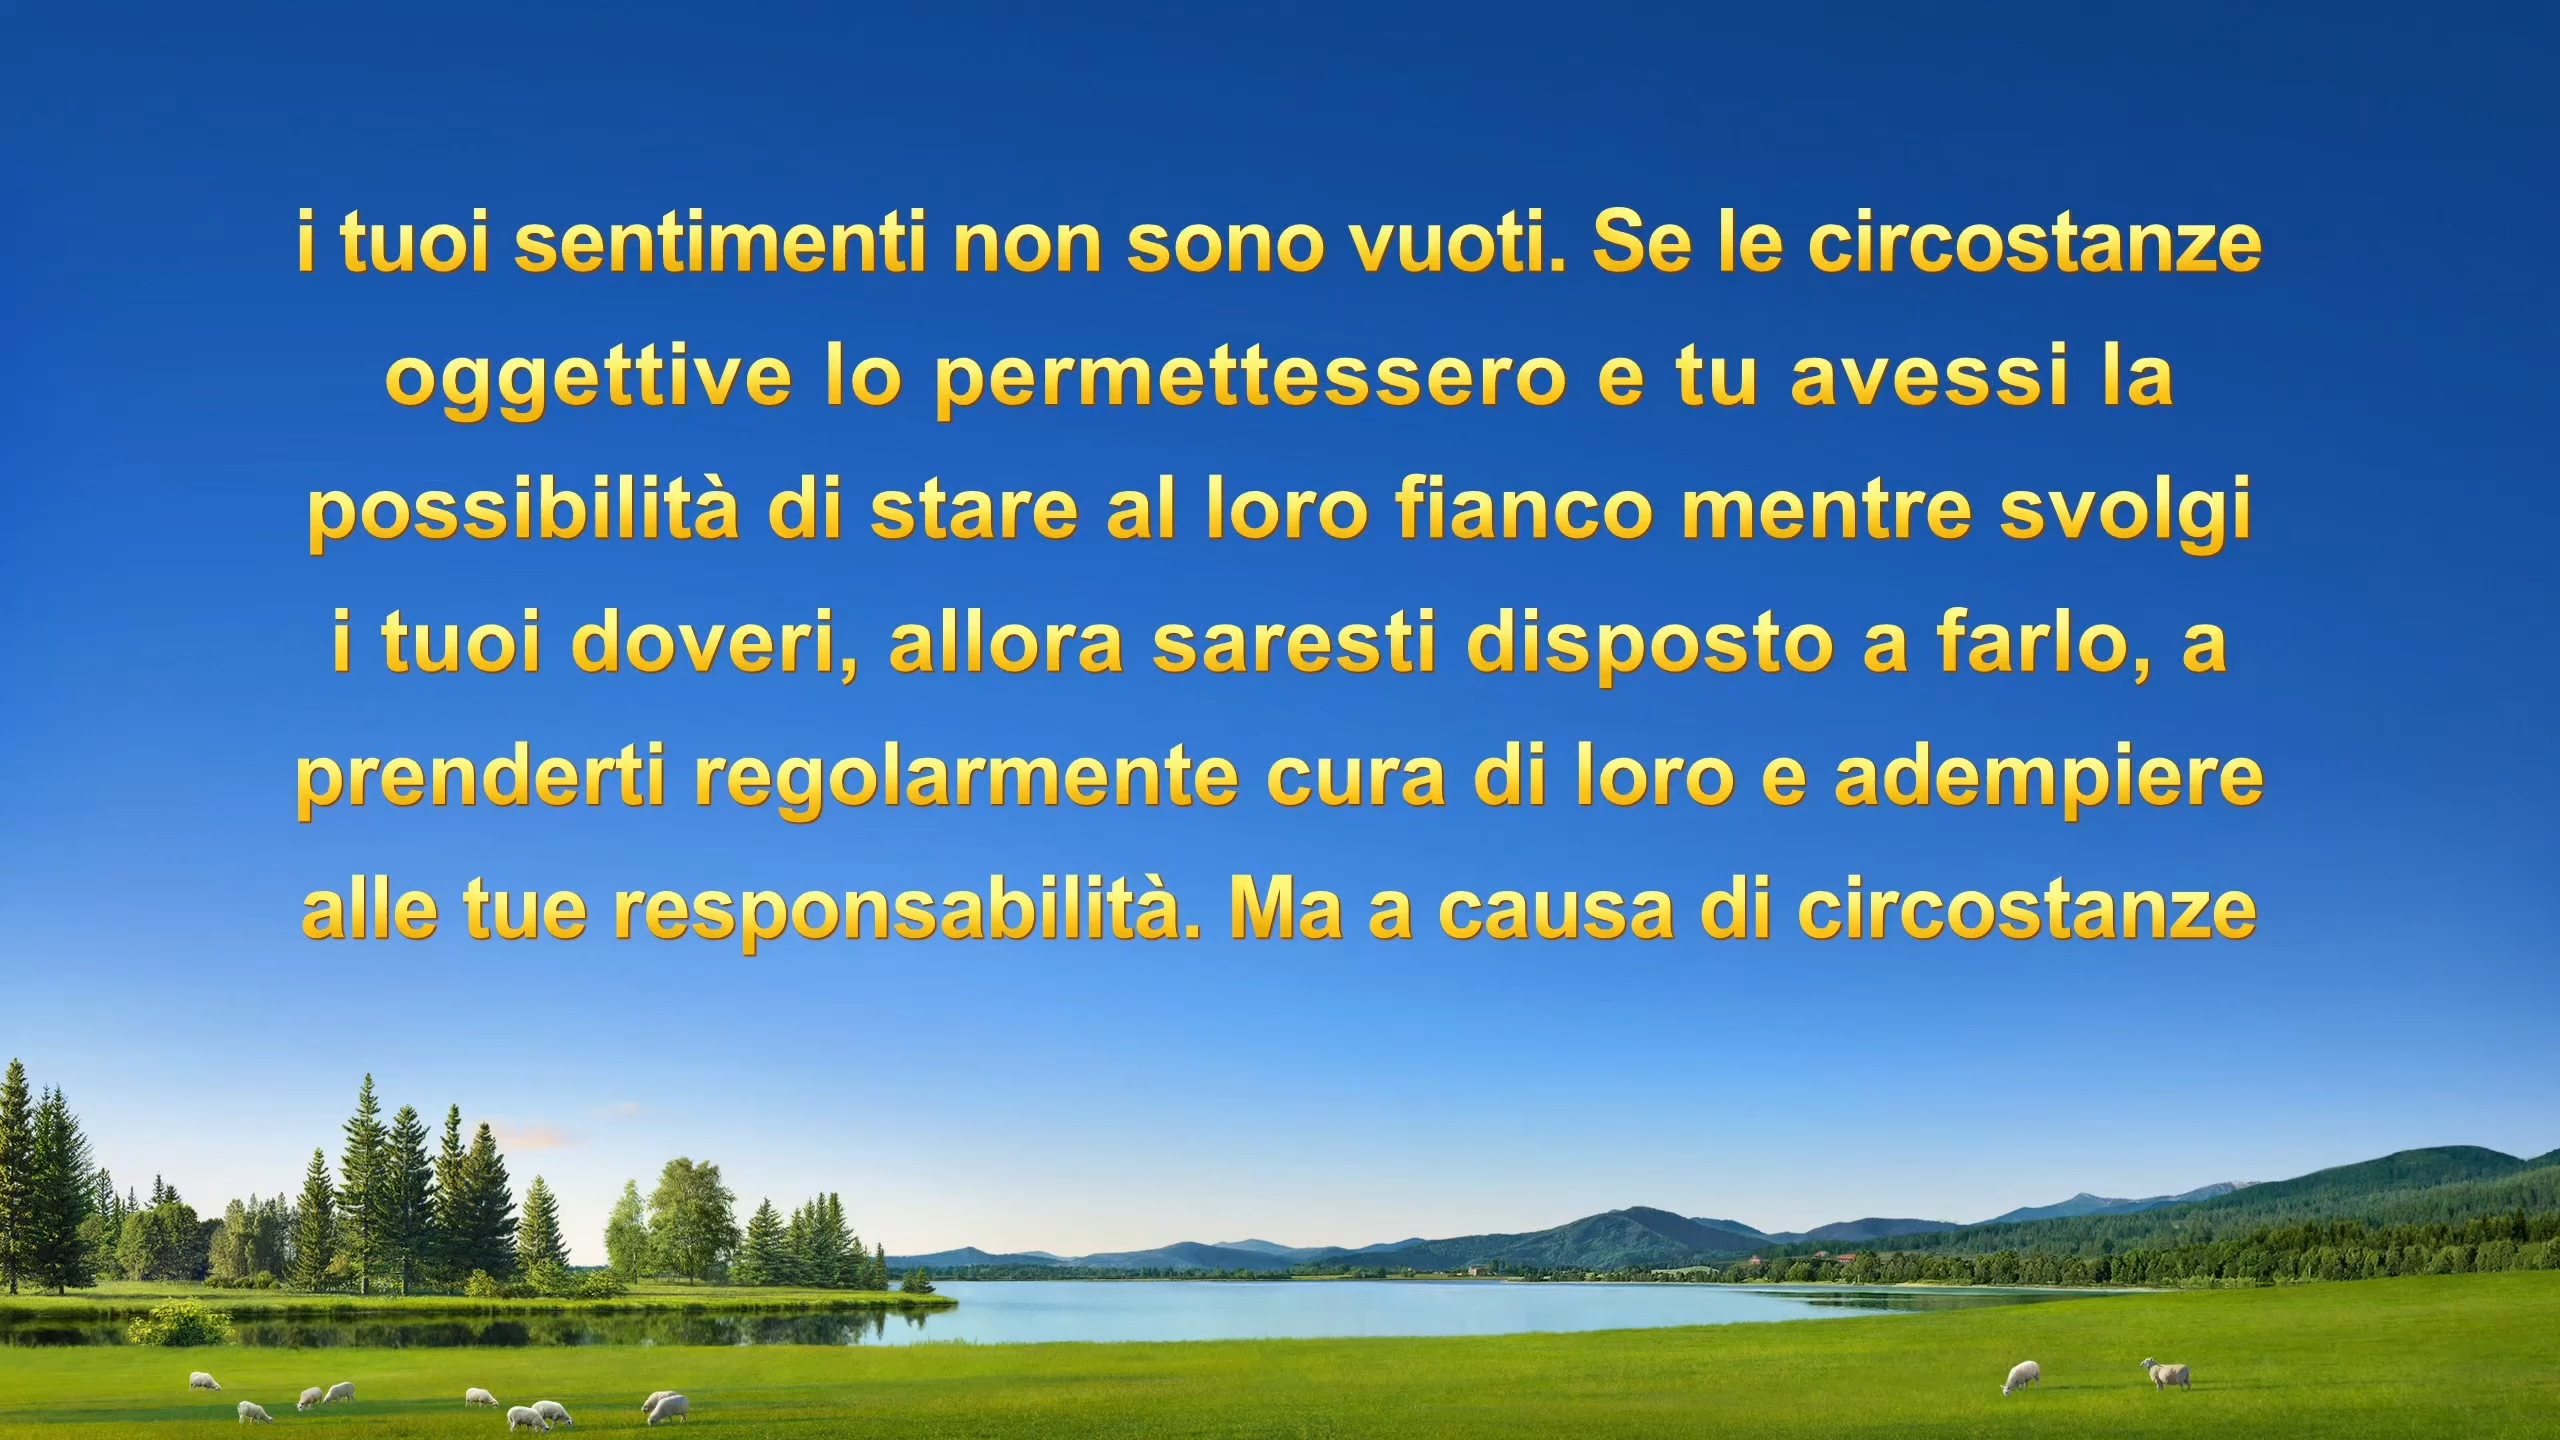 i tuoi sentimenti non sono vuoti. Se le circostanze
oggettive lo permettessero e tu avessi la
possibilità di stare al loro fianco mentre svolgi
i tuoi doveri, allora saresti disposto a farlo, a
prenderti regolarmente cura di loro e adempiere
alle tue responsabilità. Ma a causa di circostanze